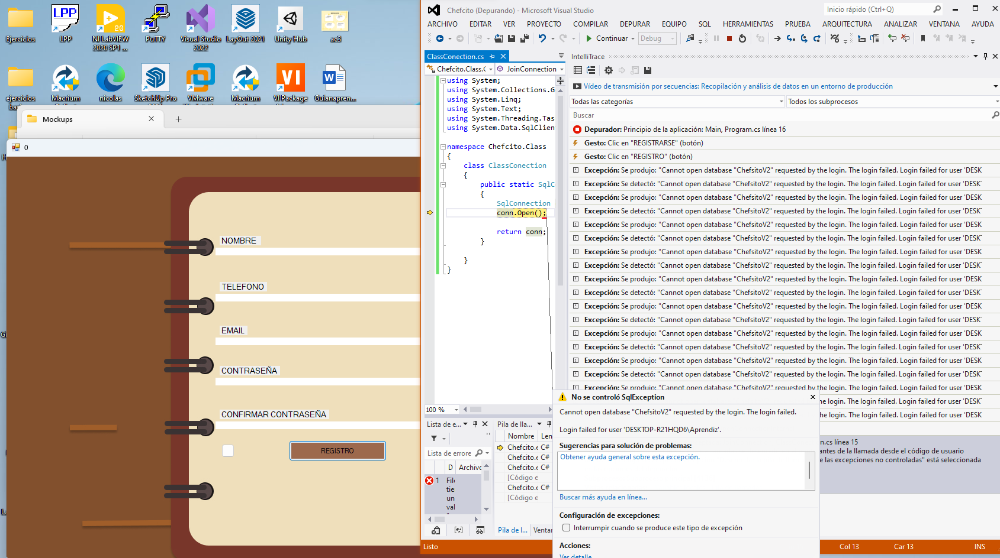 Ejercicios
LPP
LPP
20
NI LabVIEW
2020 SP1 ...
PuTTY
Visual Studio
2022
LayOut 2021
Unity Hub
ac3
ejercicios
Macrium
nicolas
SketchUp Pro
VMware
Macrium
VI
VI Package
Guianapren...
Mockups
0
NOMBRE
TELEFONO
EMAIL
CONTRASEÑA
CONFIRMAR CONTRASEÑA
REGISTRO
Chefcito (Depurando) - Microsoft Visual Studio
Inicio rápido (Ctrl+Q)
ARCHIVO EDITAR VER PROYECTO COMPILAR DEPURAR EQUIPO SQL HERRAMIENTAS PRUEBA ARQUITECTURA ANALIZAR VENTANA AYUDA
Continuar
Debug
ClassConection.cs
Chefcito.Class.C
JoinConnection
using System;
using System.Collections.G
using System.Linq;
using System.Text;
using System.Threading.Tas
using System.Data.SqlClien
namespace Chefcito.Class
{
class ClassConection
{
public static SqlC
{
SqlConnection
conn.Open();
return conn;
}
}
}
100 %
IntelliTrace
Vídeo de transmisión por secuencias: Recopilación y análisis de datos en un entorno de producción
Todas las categorías
Todos los subprocesos
Buscar
Depurador: Principio de la aplicación: Main, Program.cs línea 16
Gesto: Clic en "REGISTRARSE" (botón)
Gesto: Clic en "REGISTRO" (botón)
Excepción: Se produjo: "Cannot open database "ChefsitoV2" requested by the login. The login failed. Login failed for user 'DESK
Excepción: Se detectó: "Cannot open database "ChefsitoV2" requested by the login. The login failed. Login failed for user 'DESKT
Excepción: Se produjo: "Cannot open database "ChefsitoV2" requested by the login. The login failed. Login failed for user 'DESK
Excepción: Se detectó: "Cannot open database "ChefsitoV2" requested by the login. The login failed. Login failed for user 'DESKT
Excepción: Se produjo: "Cannot open database "ChefsitoV2" requested by the login. The login failed. Login failed for user 'DESK
Excepción: Se detectó: "Cannot open database "ChefsitoV2" requested by the login. The login failed. Login failed for user 'DESKT
Excepción: Se produjo: "Cannot open database "ChefsitoV2" requested by the login. The login failed. Login failed for user 'DESK
Excepción: Se detectó: "Cannot open database "ChefsitoV2" requested by the login. The login failed. Login failed for user 'DESKT
Excepción: Se produjo: "Cannot open database "ChefsitoV2" requested by the login. The login failed. Login failed for user 'DESK
Excepción: Se detectó: "Cannot open database "ChefsitoV2" requested by the login. The login failed. Login failed for user 'DESKT
Excepción: Se produjo: "Cannot open database "ChefsitoV2" requested by the login. The login failed. Login failed for user 'DESK
Excepción: Se detectó: "Cannot open database "ChefsitoV2" requested by the login. The login failed. Login failed for user 'DESKT
Excepción: Se produjo: "Cannot open database "ChefsitoV2" requested by the login. The login failed. Login failed for user 'DESK
Excepción: Se detectó: "Cannot open database "ChefsitoV2" requested by the login. The login failed. Login failed for user 'DESKT
Excepción: Se produjo: "Cannot open database "ChefsitoV2" requested by the login. The login failed. Login failed for user 'DESK
Excepción: Se detectó: "Cannot open database "ChefsitoV2" requested by the login. The login failed. Login failed for user 'DESKT
Excepción: Se produjo: "Cannot open database "ChefsitoV2" requested by the login. The login failed. Login failed for user 'DESK
he login failed. Login failed for user 'DESKT
he login failed. Login failed for user 'DESK
n.cs línea 15
antes de la llamada desde el código de usuario
e las excepciones no controladas" está seleccionada
No se controló SqlException
Cannot open database "ChefsitoV2" requested by the login. The login failed.
Login failed for user 'DESKTOP-R21HQD6\Aprendiz'.
Sugerencias para solución de problemas:
Obtener ayuda general sobre esta excepción.
Buscar más ayuda en línea...
Configuración de excepciones:
Interrumpir cuando se produce este tipo de excepción
Acciones:
Ver detalle
Lista de e...
Lista de errore
D Archivo
1 File
tie
un
val
Pila de lla...
Nombre Len
Chefcito.e C#
Chefcito.e C#
Chefcito.e C#
[Código e
Chefcito.e C#
[Código e
Pila de l... Ventar
Listo
Col 13
Car 13
INS